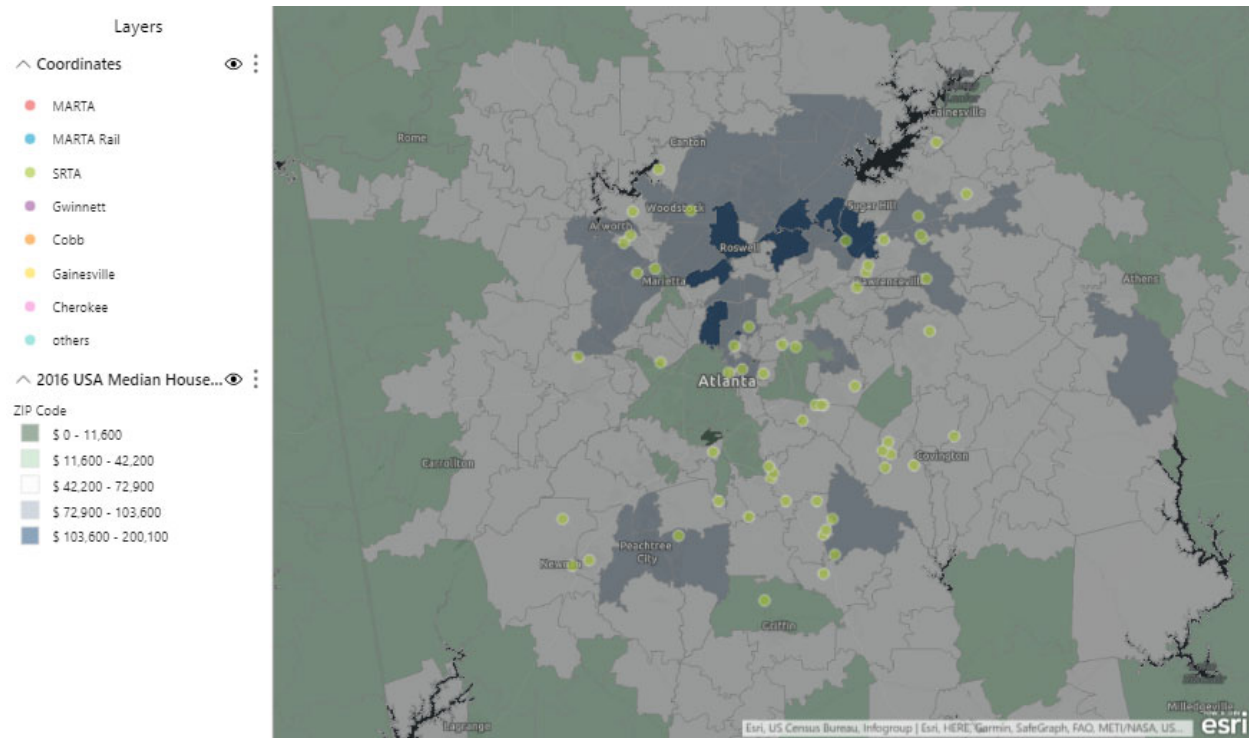 Layers
Coordinates
MARTA
MARTA Rail
SRTA
Gwinnett
Cobb
Gainesville
Cherokee
others
2016 USA Median House...
ZIP Code
$ 0 - 11,600
$ 11,600 - 42,200
$ 42,200 - 72,900
$ 72,900 - 103,600
$ 103,600 - 200,100
Gainesville
Rome
Canton
Woodstock
Sugar Hill
Acworth
Roswell
Marietta
Lawrenceville
Athens
Atlanta
Carrollton
Covington
Peachtree
City
Newnan
Griffin
Milledgeville
Lagrange
Esri, US Census Bureau, Infogroup | Esri, HERE, Garmin, SafeGraph, FAO, METI/NASA, US...
esri